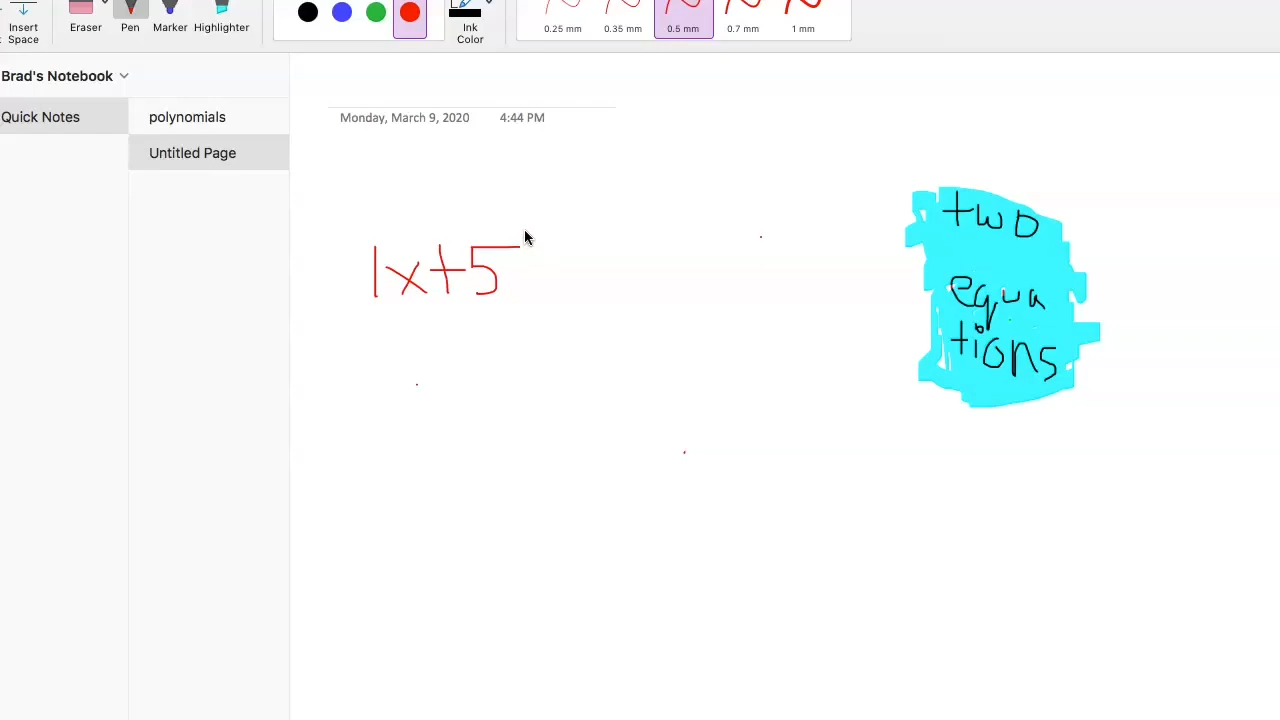 Insert
Space
Eraser
Pen
Marker
Highlighter
Ink
Color
0.25 mm
0.35 mm
0.5 mm
0.7 mm
1 mm
Brad's Notebook
Quick Notes
polynomials
Untitled Page
Monday, March 9, 2020 4:44 PM
1x+5
two
equa
tions